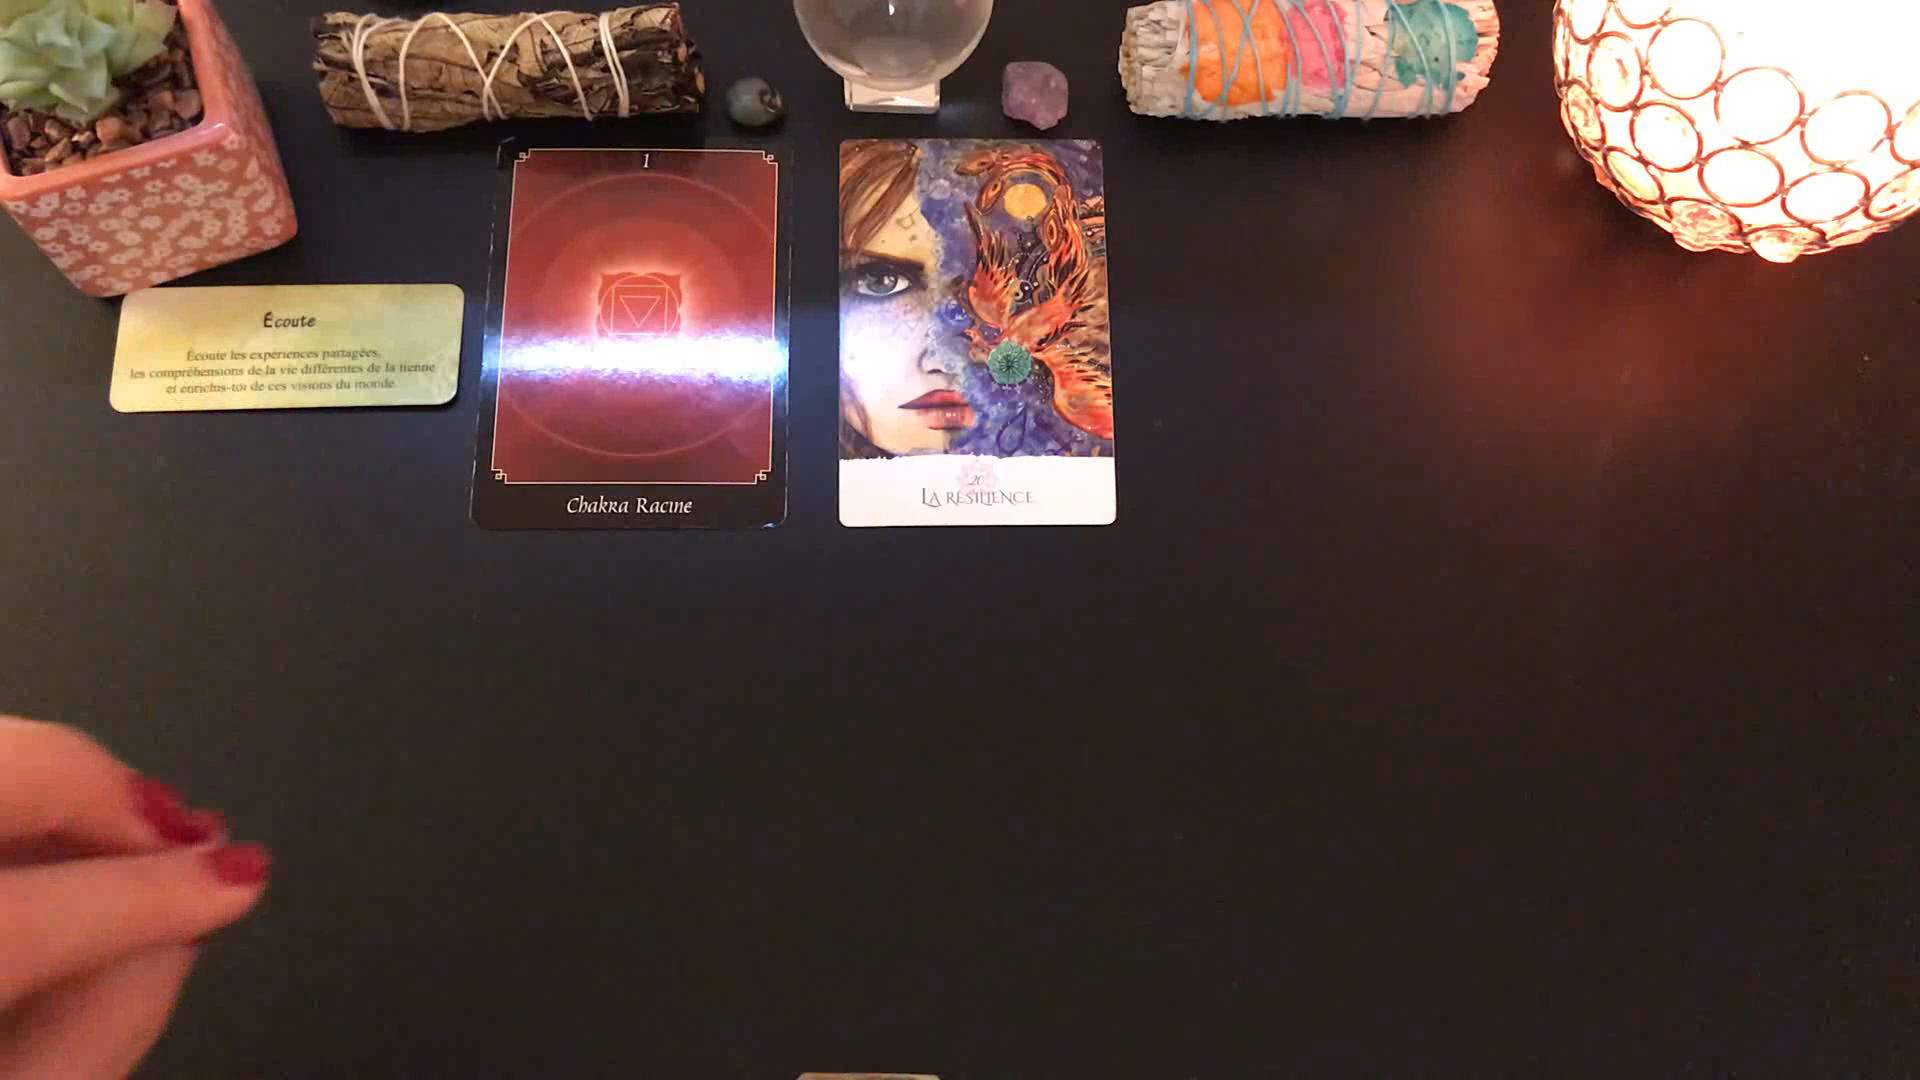 Écoute
Écoute les expériences partagées,
les compréhensions de la vie différentes de la tienne
et enrichis-toi de ces visions du monde.
1
Chakra Racine
20
LA RÉSILIENCE